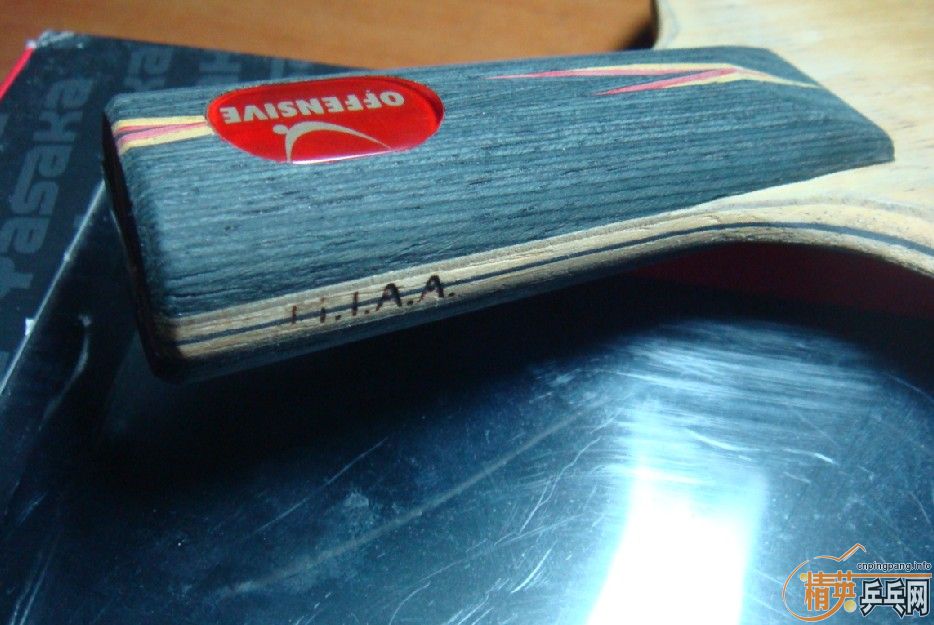 OFFENSIVE
Yasaka
I.T.T.A.A.
cnpingpang.info
精英乒乓网